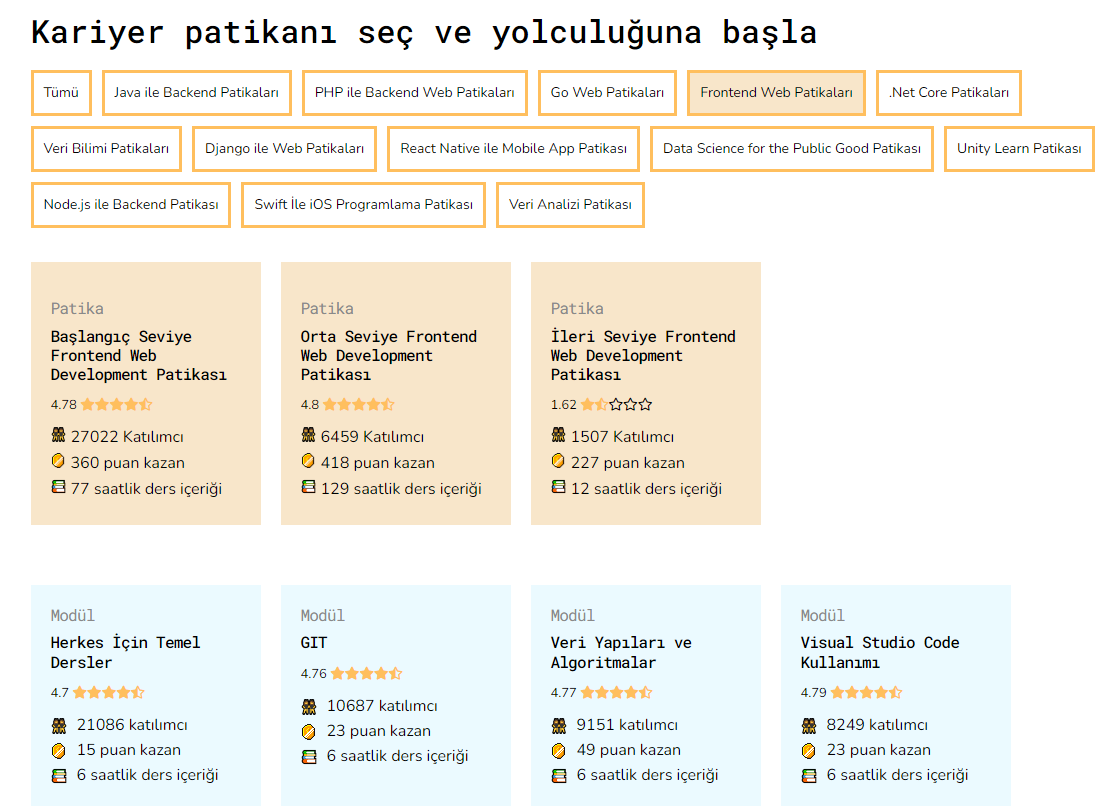 Kariyer patikanı seç ve yolculuğuna başla
Tümü
Java ile Backend Patikaları
PHP ile Backend Web Patikaları
Go Web Patikaları
Frontend Web Patikaları
.Net Core Patikaları
Veri Bilimi Patikaları
Django ile Web Patikaları
React Native ile Mobile App Patikası
Data Science for the Public Good Patikası
Unity Learn Patikası
Node.js ile Backend Patikası
Swift İle iOS Programlama Patikası
Veri Analizi Patikası
Patika
Başlangıç Seviye
Frontend Web
Development Patikası
4.78
27022 Katılımcı
360 puan kazan
77 saatlik ders içeriği
Patika
Orta Seviye Frontend
Web Development
Patikası
4.8
6459 Katılımcı
418 puan kazan
129 saatlik ders içeriği
Patika
İleri Seviye Frontend
Web Development
Patikası
1.62
1507 Katılımcı
227 puan kazan
12 saatlik ders içeriği
Modül
Herkes İçin Temel
Dersler
4.7
21086 katılımcı
15 puan kazan
6 saatlik ders içeriği
Modül
GIT
4.76
10687 katılımcı
23 puan kazan
6 saatlik ders içeriği
Modül
Veri Yapıları ve
Algoritmalar
4.77
9151 katılımcı
49 puan kazan
6 saatlik ders içeriği
Modül
Visual Studio Code
Kullanımı
4.79
8249 katılımcı
23 puan kazan
6 saatlik ders içeriği